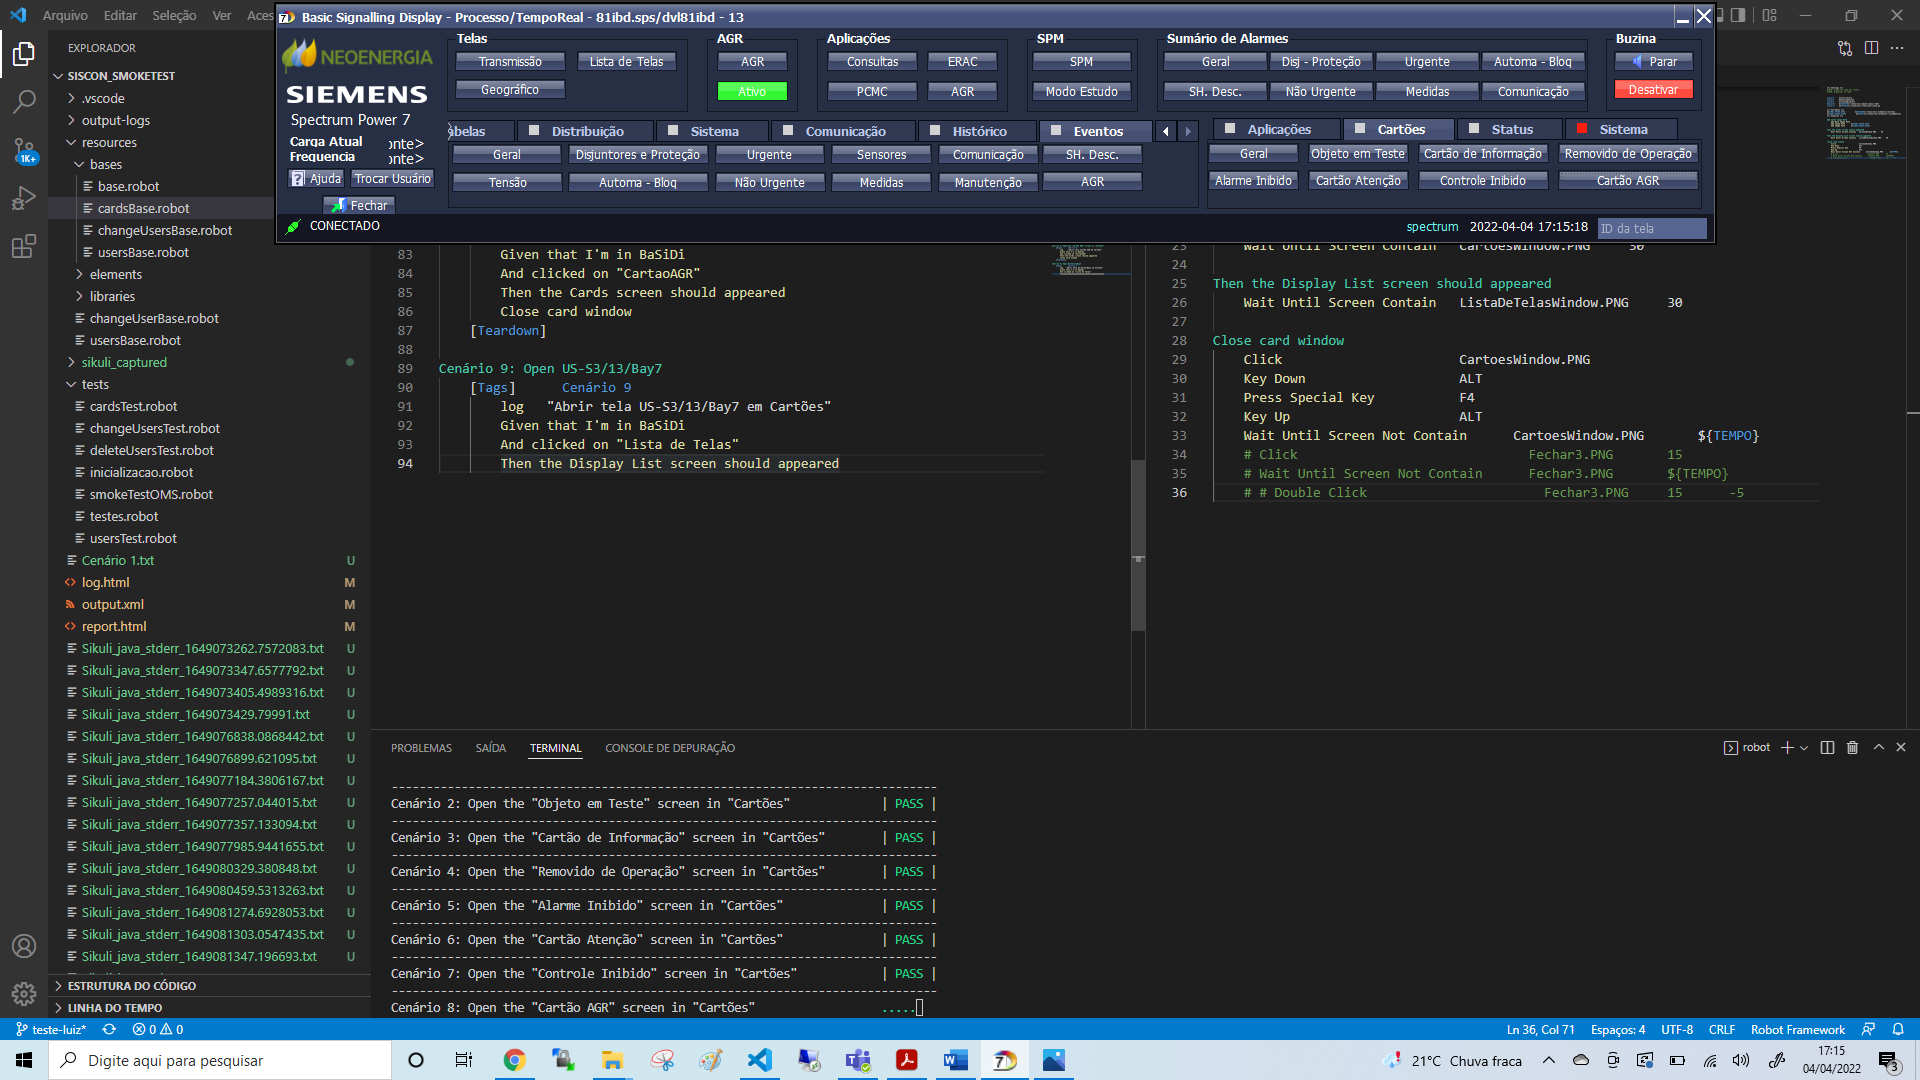 Arquivo Editar Seleção Ver Aces
Basic Signalling Display - Processo/TempoReal - 81ibd.sps/dvl81ibd - 13
NEOENERGIA
SIEMENS
Spectrum Power 7
Carga Atual onte>
Frequencia onte>
Ajuda Trocar Usuário
Fechar
Telas
Transmissão Lista de Telas
Geográfico
AGR
AGR
Ativo
Aplicações
Consultas ERAC
PCMC AGR
SPM
SPM
Modo Estudo
Sumário de Alarmes
Geral Disj - Proteção Urgente Automa - Bloq
SH. Desc. Não Urgente Medidas Comunicação
Buzina
Parar
Desativar
abelas Distribuição Sistema Comunicação Histórico Eventos
Geral Disjuntores e Proteção Urgente Sensores Comunicação SH. Desc.
Tensão Automa - Bloq Não Urgente Medidas Manutenção AGR
Aplicações Cartões Status Sistema
Geral Objeto em Teste Cartão de Informação Removido de Operação
Alarme Inibido Cartão Atenção Controle Inibido Cartão AGR
CONECTADO
spectrum 2022-04-04 17:15:18 ID da tela
EXPLORADOR
SISCON_SMOKETEST
.vscode
output-logs
resources
bases
base.robot
cardsBase.robot
changeUsersBase.robot
usersBase.robot
elements
libraries
changeUserBase.robot
usersBase.robot
sikuli_captured
tests
cardsTest.robot
changeUsersTest.robot
deleteUsersTest.robot
inicializacao.robot
smokeTestOMS.robot
testes.robot
usersTest.robot
Cenário 1.txt U
log.html M
output.xml M
report.html M
Sikuli_java_stderr_1649073262.7572083.txt U
Sikuli_java_stderr_1649073347.6577792.txt U
Sikuli_java_stderr_1649073405.4989316.txt U
Sikuli_java_stderr_1649073429.79991.txt U
Sikuli_java_stderr_1649076838.0868442.txt U
Sikuli_java_stderr_1649076899.621095.txt U
Sikuli_java_stderr_1649077184.3806167.txt U
Sikuli_java_stderr_1649077257.044015.txt U
Sikuli_java_stderr_1649077357.133094.txt U
Sikuli_java_stderr_1649077985.9441655.txt U
Sikuli_java_stderr_1649080329.380848.txt U
Sikuli_java_stderr_1649080459.5313263.txt U
Sikuli_java_stderr_1649081274.6928053.txt U
Sikuli_java_stderr_1649081303.0547435.txt U
Sikuli_java_stderr_1649081347.196693.txt U
ESTRUTURA DO CÓDIGO
LINHA DO TEMPO
1K+
83 Given that I'm in BaSiDi
84 And clicked on "CartaoAGR"
85 Then the Cards screen should appeared
86 Close card window
87 [Teardown]
88
89 Cenário 9: Open US-S3/13/Bay7
90 [Tags] Cenário 9
91 log "Abrir tela US-S3/13/Bay7 em Cartões"
92 Given that I'm in BaSiDi
93 And clicked on "Lista de Telas"
94 Then the Display List screen should appeared
23 Wait Until Screen Contain CartoesWindow.PNG 30
24
25 Then the Display List screen should appeared
26 Wait Until Screen Contain ListaDeTelasWindow.PNG 30
27
28 Close card window
29 Click CartoesWindow.PNG
30 Key Down ALT
31 Press Special Key F4
32 Key Up ALT
33 Wait Until Screen Not Contain CartoesWindow.PNG ${TEMPO}
34 # Click Fechar3.PNG 15
35 # Wait Until Screen Not Contain Fechar3.PNG ${TEMPO}
36 # # Double Click Fechar3.PNG 15 -5
PROBLEMAS SAÍDA TERMINAL CONSOLE DE DEPURAÇÃO
robot
Cenário 2: Open the "Objeto em Teste" screen in "Cartões" | PASS |
Cenário 3: Open the "Cartão de Informação" screen in "Cartões" | PASS |
Cenário 4: Open the "Removido de Operação" screen in "Cartões" | PASS |
Cenário 5: Open the "Alarme Inibido" screen in "Cartões" | PASS |
Cenário 6: Open the "Cartão Atenção" screen in "Cartões" | PASS |
Cenário 7: Open the "Controle Inibido" screen in "Cartões" | PASS |
Cenário 8: Open the "Cartão AGR" screen in "Cartões" .....
teste-luiz* 0 0 Ln 36, Col 71 Espaços: 4 UTF-8 CRLF Robot Framework
Digite aqui para pesquisar
21°C Chuva fraca
17:15
04/04/2022
3